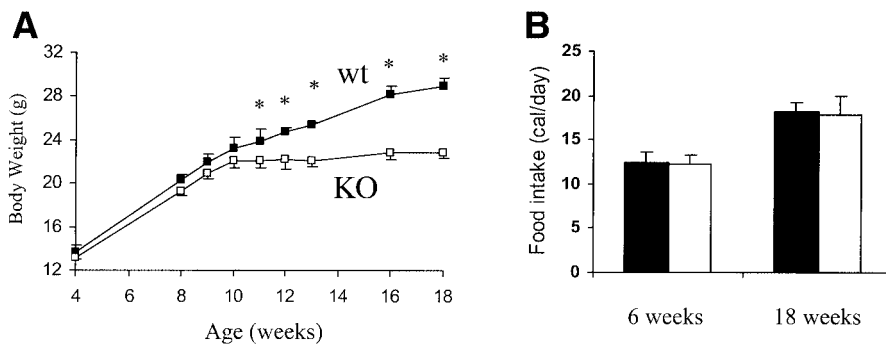 A
Body Weight (g)
32
28
24
20
16
12
wt
* * * * *
KO
4 6 8 10 12 14 16 18
Age (weeks)
B
Food intake (cal/day)
25
20
15
10
5
0
6 weeks 18 weeks